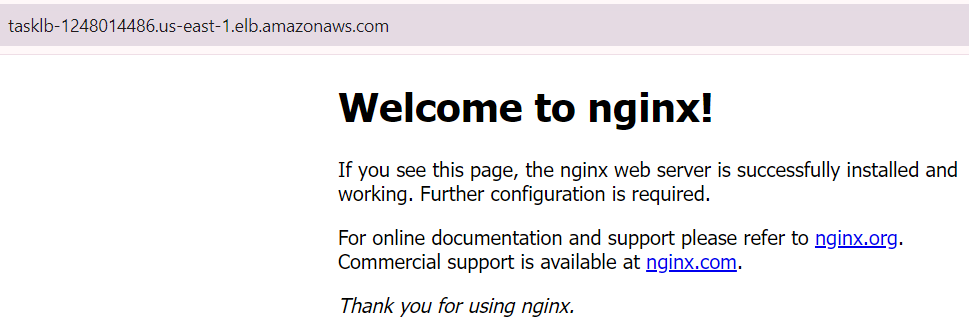 tasklb-1248014486.us-east-1.elb.amazonaws.com
Welcome to nginx!
If you see this page, the nginx web server is successfully installed and
working. Further configuration is required.
For online documentation and support please refer to nginx.org.
Commercial support is available at nginx.com.
Thank you for using nginx.